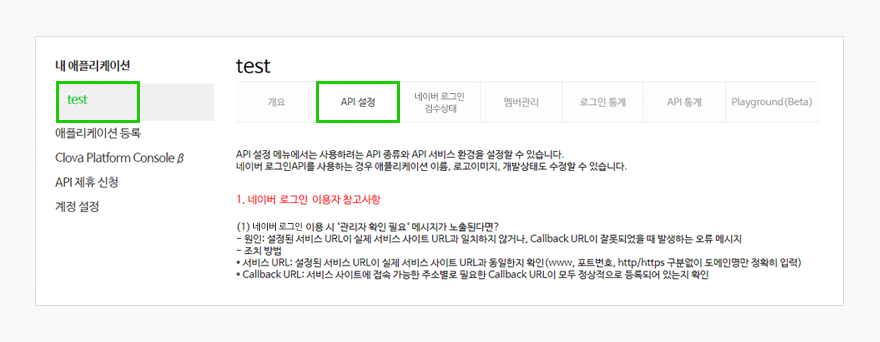 내 애플리케이션
test
애플리케이션 등록
Clova Platform Console β
API 제휴 신청
계정 설정
test
개요
API 설정
네이버 로그인
검수상태
멤버관리
로그인 통계
API 통계
Playground(Beta)
API 설정 메뉴에서는 사용하려는 API 종류와 API 서비스 환경을 설정할 수 있습니다.
네이버 로그인API를 사용하는 경우 애플리케이션 이름, 로고이미지, 개발상태도 수정할 수 있습니다.
1. 네이버 로그인 이용자 참고사항
(1) 네이버 로그인 이용 시 '관리자 확인 필요' 메시지가 노출된다면?
- 원인: 설정된 서비스 URL이 실제 서비스 사이트 URL과 일치하지 않거나, Callback URL이 잘못되었을 때 발생하는 오류 메시지
- 조치 방법
▪ 서비스 URL: 설정된 서비스 URL이 실제 서비스 사이트 URL과 동일한지 확인(www, 포트번호, http/https 구분없이 도메인명만 정확히 입력)
▪ Callback URL: 서비스 사이트에 접속 가능한 주소별로 필요한 Callback URL이 모두 정상적으로 등록되어 있는지 확인